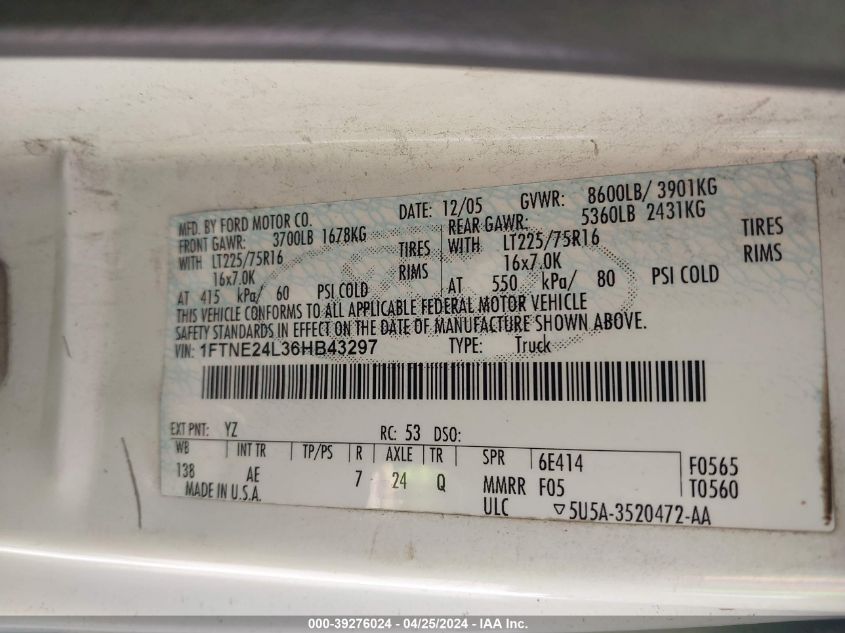 MFD. BY FORD MOTOR CO.
DATE: 12/05 GVWR: 8600LB/ 3901KG
FRONT GAWR: 3700LB 1678KG
REAR GAWR: 5360LB 2431KG
WITH LT225/75R16 TIRES
WITH LT225/75R16 TIRES
16x7.0K RIMS
16x7.0K RIMS
AT 415 kPa/ 60 PSI COLD
AT 550 kPa/ 80 PSI COLD
THIS VEHICLE CONFORMS TO ALL APPLICABLE FEDERAL MOTOR VEHICLE
SAFETY STANDARDS IN EFFECT ON THE DATE OF MANUFACTURE SHOWN ABOVE.
VIN: 1FTNE24L36HB43297 TYPE: Truck
EXT PNT: YZ RC: 53 DSO:
WB INT TR TP/PS R AXLE TR SPR 6E414 F0565
138 AE 7 24 Q MMRR F05 T0560
MADE IN U.S.A. ULC ▽5U5A-3520472-AA
000-39276024 - 04/25/2024 - IAA Inc.